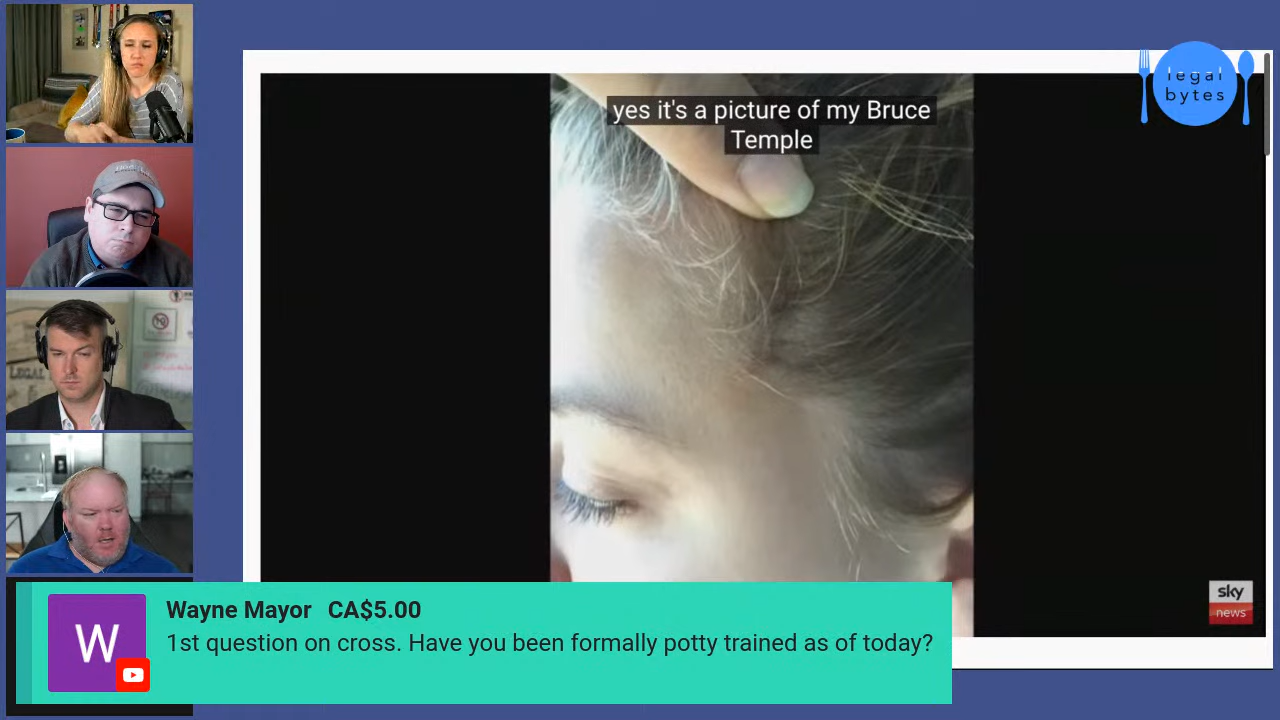 legal
bytes
yes it's a picture of my Bruce
Temple
sky
news
W
Wayne Mayor CA$5.00
1st question on cross. Have you been formally potty trained as of today?